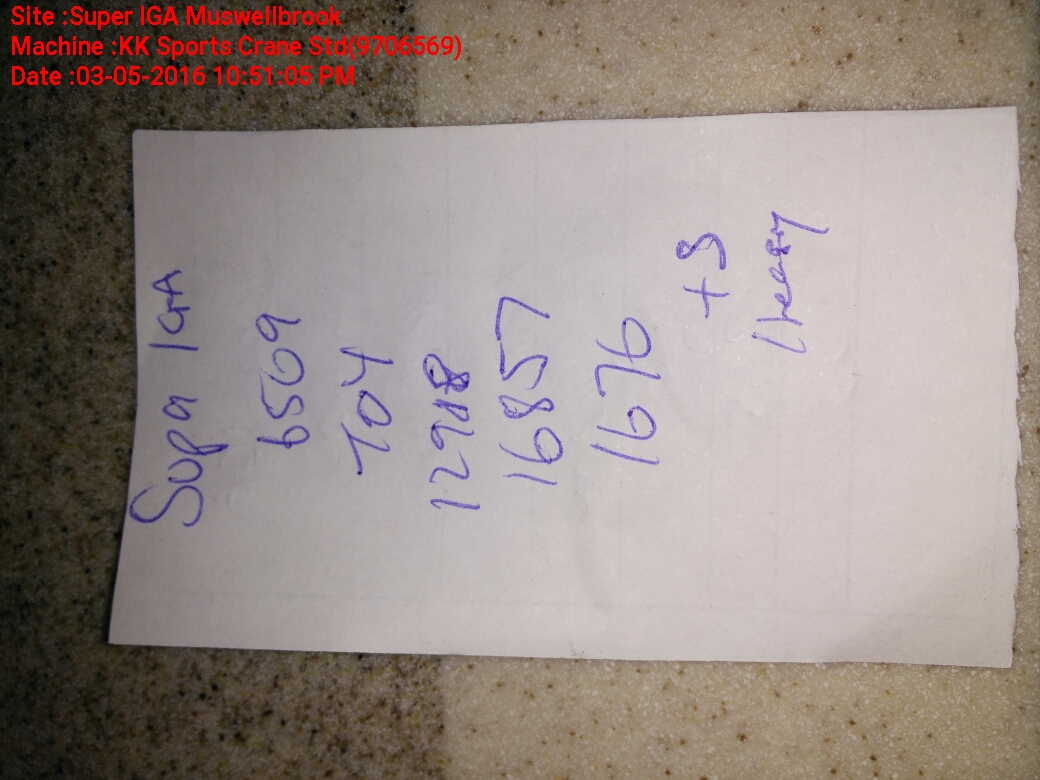 Site :Super IGA Muswellbrook
Machine :KK Sports Crane Std(9706569)
Date :03-05-2016 10:51:05 PM
Supa IGA
6569
704
12918
16857
1676
+S